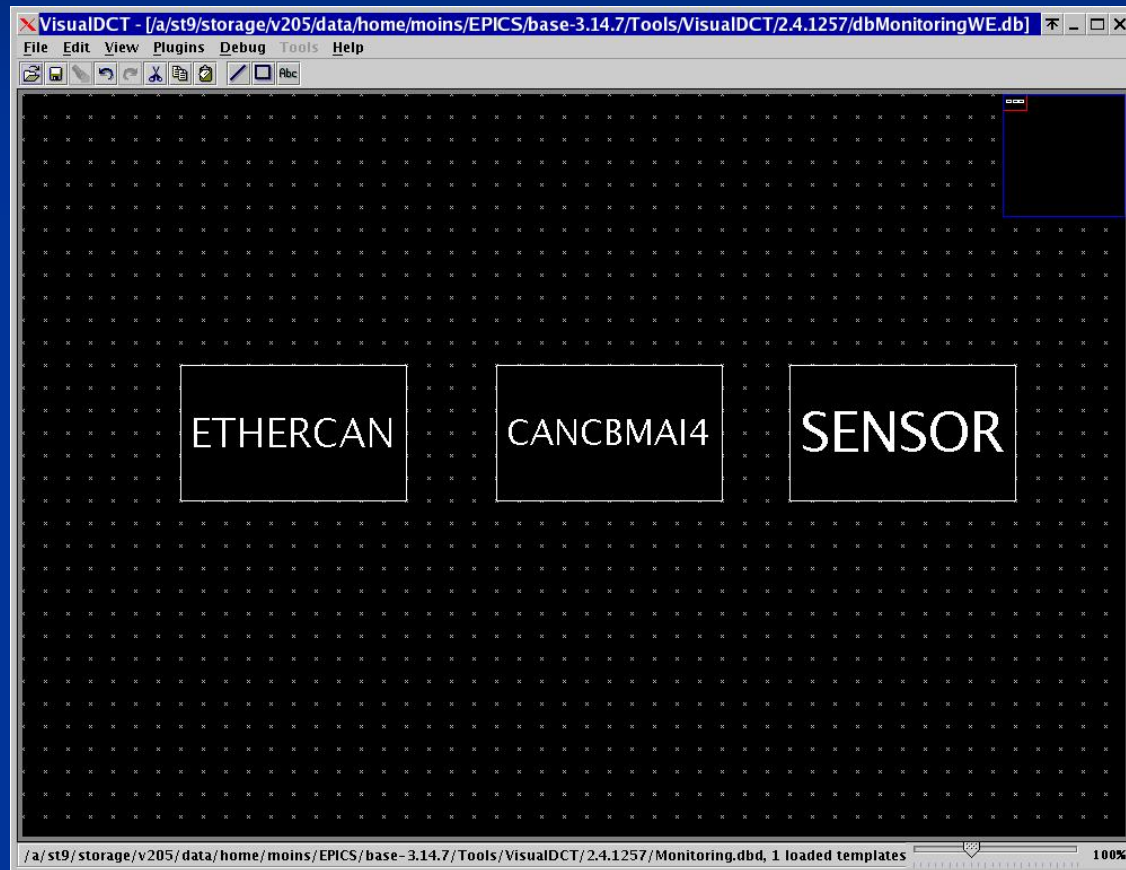 VisualDCT - [/a/st9/storage/v205/data/home/moins/EPICS/base-3.14.7/Tools/VisualDCT/2.4.1257/dbMonitoringWE.db]
File Edit View Plugins Debug Tools Help
Abc
ETHERCAN CANCBMAI4 SENSOR
/a/st9/storage/v205/data/home/moins/EPICS/base-3.14.7/Tools/VisualDCT/2.4.1257/Monitoring.dbd, 1 loaded templates 100%